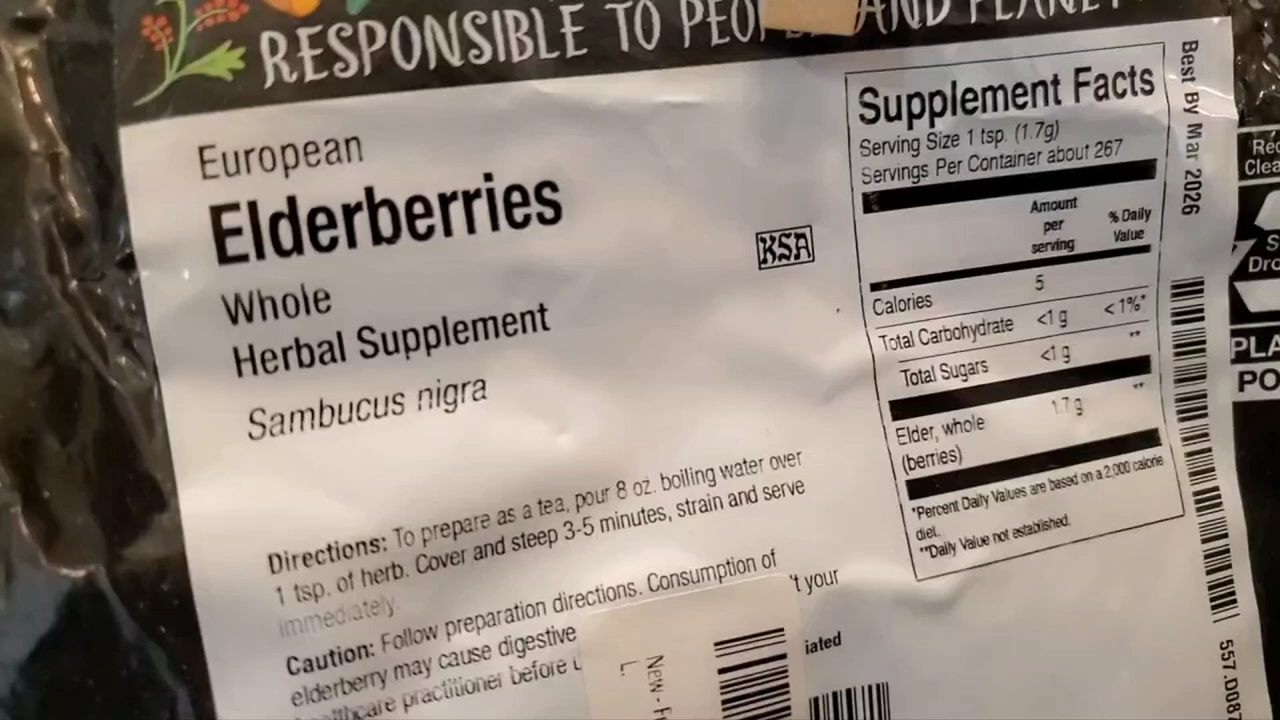 RESPONSIBLE TO AND PLANET
European
Elderberries
Whole
Herbal Supplement
Sambucus nigra
KSA
Directions: To prepare as a tea, pour 8 oz. boiling water over
1 tsp. of herb. Cover and steep 3-5 minutes, strain and serve
immediately.
Caution: Follow preparation directions. Consumption of
elderberry may cause digestive
practitioner before
your
Supplement Facts
Serving Size 1 tsp. (1.7g)
Servings Per Container about 267
Amount
per
serving
% Daily
Value
Calories 5
Total Carbohydrate <1 g <1%*
Total Sugars <1 g **
Elder, whole 1.7 g **
(berries)
*Percent Daily Values are based on a 2,000 calorie
diet.
**Daily Value not established.
Best By Mar 2026
New